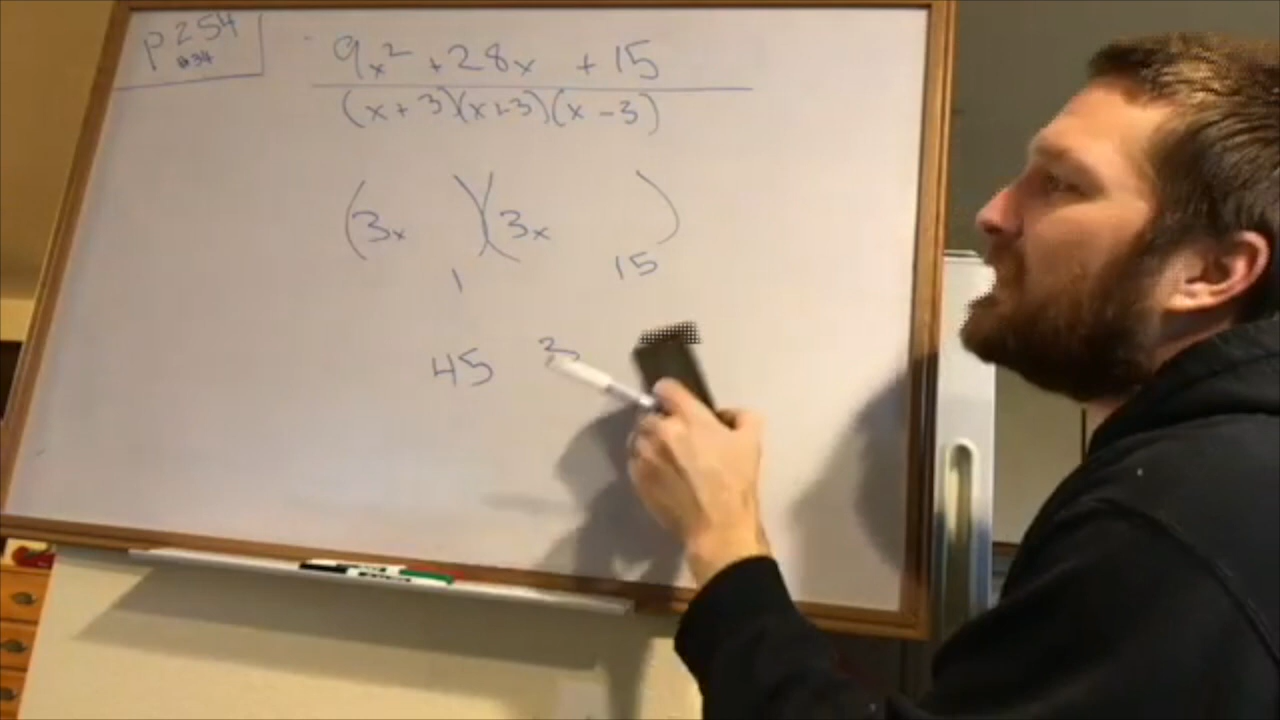 p254
#34
9x² + 28x + 15
(x + 3)(x+3)(x - 3)
(3x )(3x )
1 15
45 3